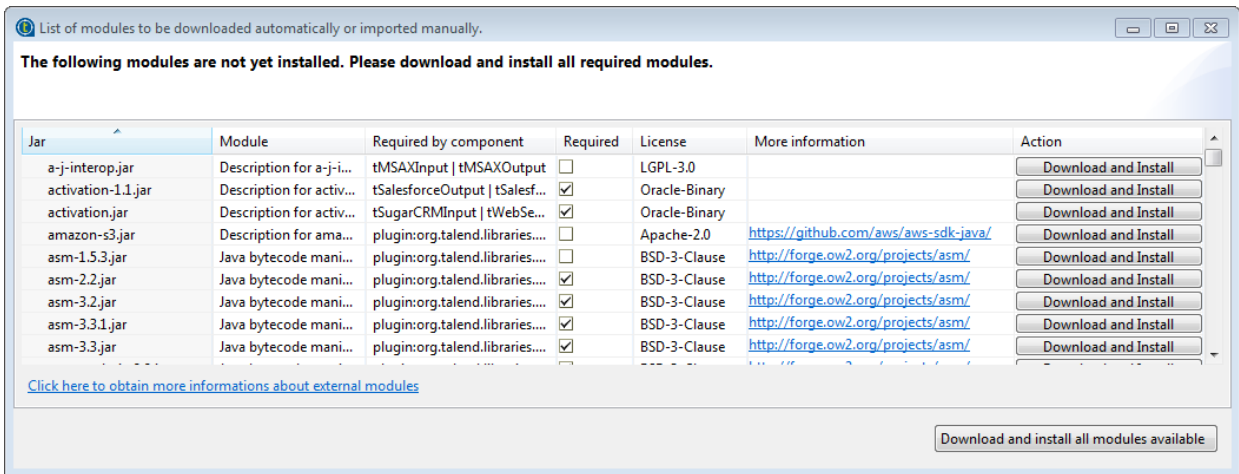 List of modules to be downloaded automatically or imported manually.
The following modules are not yet installed. Please download and install all required modules.
Jar Module Required by component Required License More information Action
a-j-interop.jar Description for a-j-i... tMSAXInput | tMSAXOutput LGPL-3.0 Download and Install
activation-1.1.jar Description for activ... tSalesforceOutput | tSalesf... Oracle-Binary Download and Install
activation.jar Description for activ... tSugarCRMInput | tWebSe... Oracle-Binary Download and Install
amazon-s3.jar Description for ama... plugin:org.talend.libraries.... Apache-2.0 https://github.com/aws/aws-sdk-java/ Download and Install
asm-1.5.3.jar Java bytecode mani... plugin:org.talend.libraries.... BSD-3-Clause http://forge.ow2.org/projects/asm/ Download and Install
asm-2.2.jar Java bytecode mani... plugin:org.talend.libraries.... BSD-3-Clause http://forge.ow2.org/projects/asm/ Download and Install
asm-3.2.jar Java bytecode mani... plugin:org.talend.libraries.... BSD-3-Clause http://forge.ow2.org/projects/asm/ Download and Install
asm-3.3.1.jar Java bytecode mani... plugin:org.talend.libraries.... BSD-3-Clause http://forge.ow2.org/projects/asm/ Download and Install
asm-3.3.jar Java bytecode mani... plugin:org.talend.libraries.... BSD-3-Clause http://forge.ow2.org/projects/asm/ Download and Install
Click here to obtain more informations about external modules
Download and install all modules available